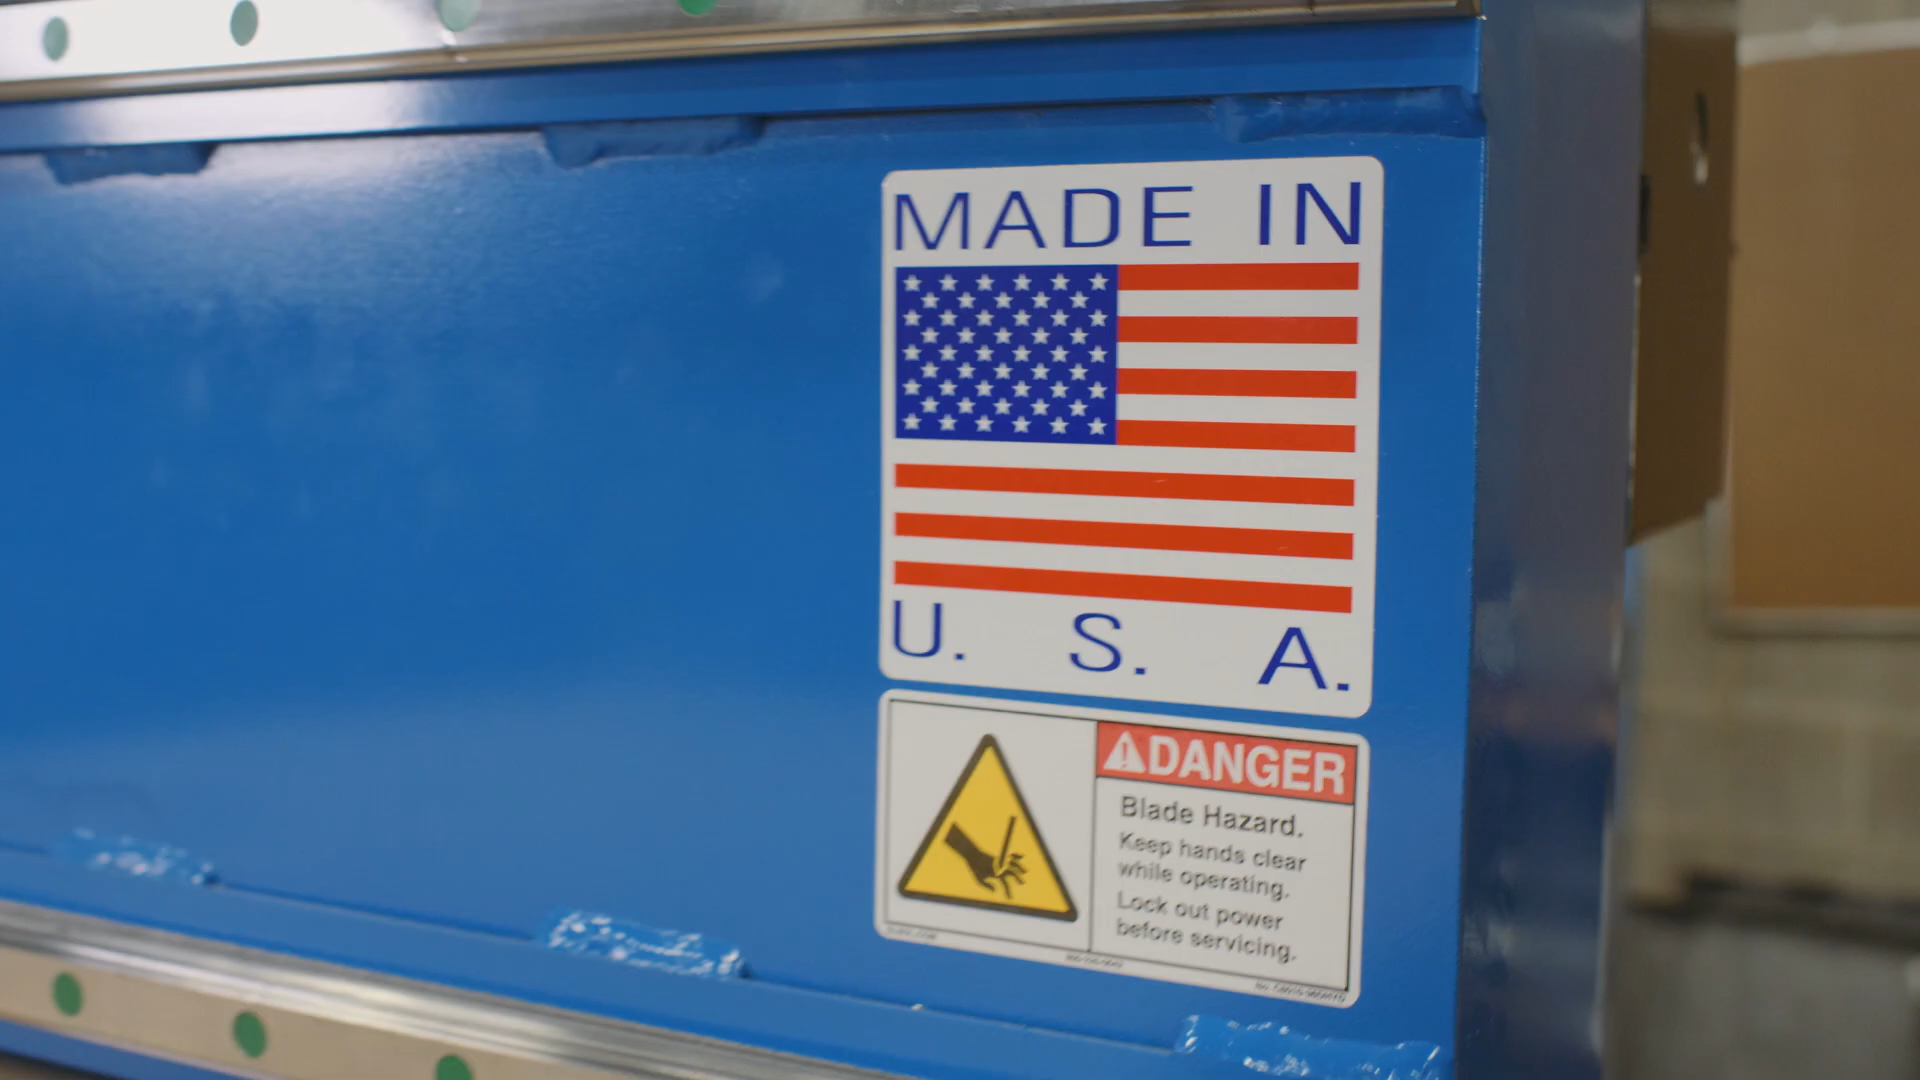 MADE IN
U. S. A.
DANGER
Blade Hazard.
Keep hands clear
while operating.
Lock out power
before servicing.